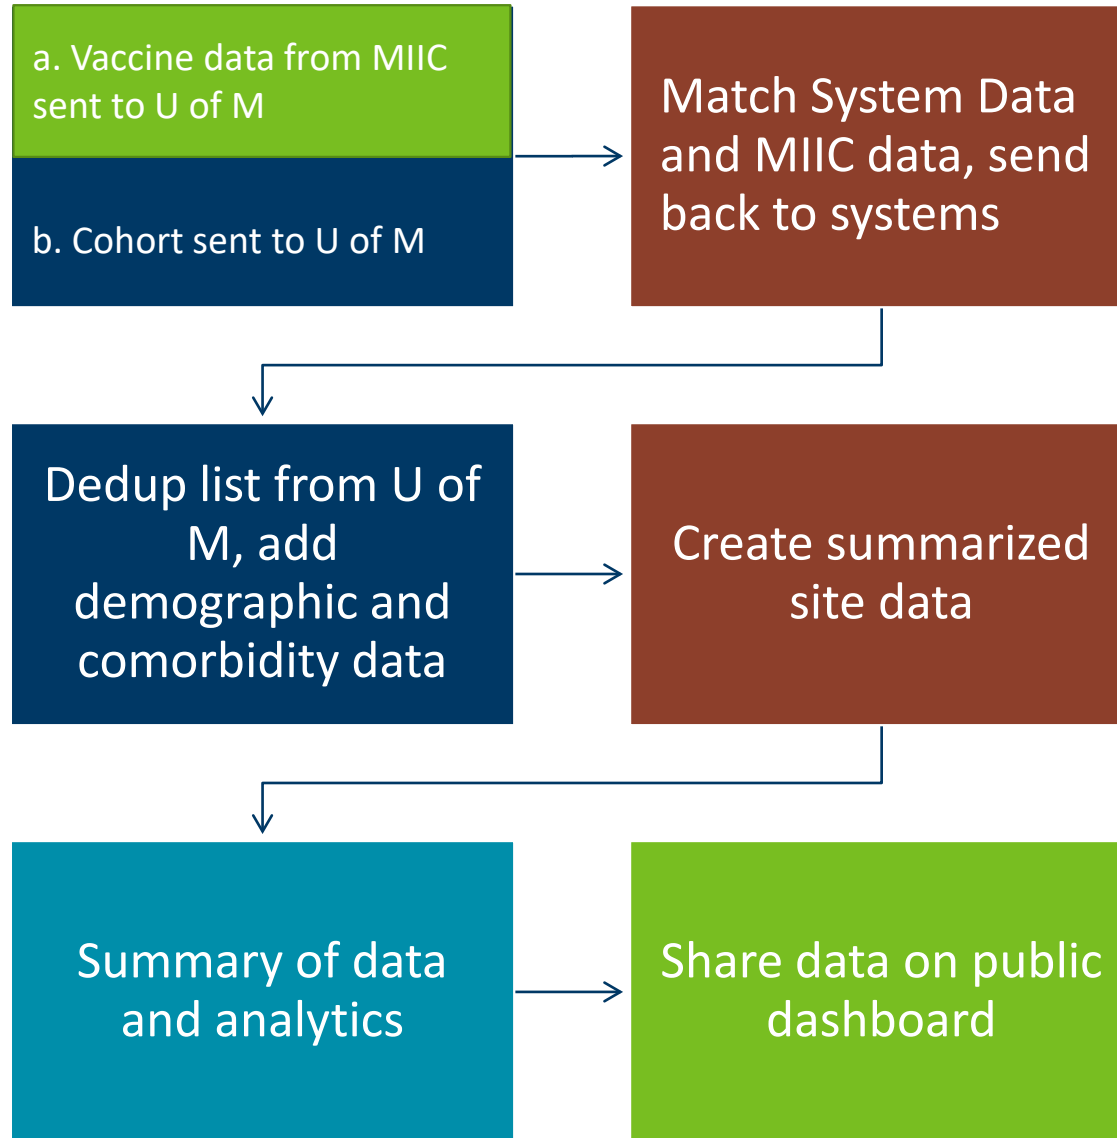 a. Vaccine data from MIIC
sent to U of M
b. Cohort sent to U of M
Match System Data
and MIIC data, send
back to systems
Dedup list from U of
M, add
demographic and
comorbidity data
Create summarized
site data
Summary of data
and analytics
Share data on public
dashboard